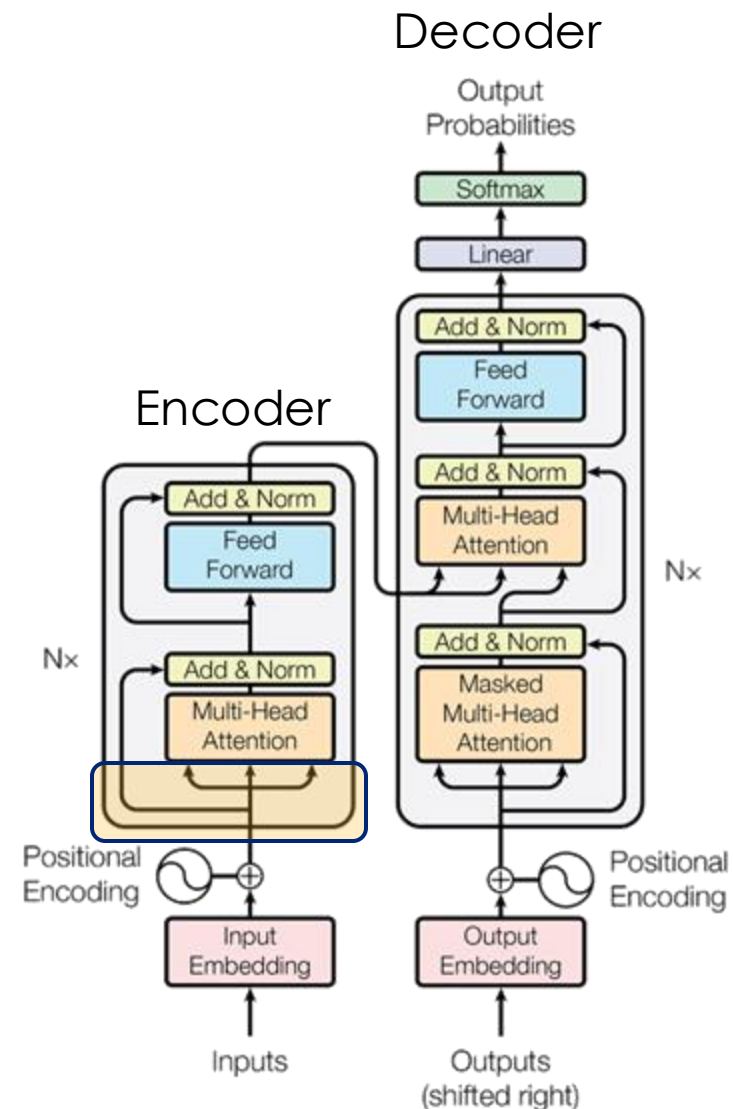 Decoder
Output
Probabilities
Softmax
Linear
Add & Norm
Feed
Forward
Add & Norm
Multi-Head
Attention
Nx
Add & Norm
Masked
Multi-Head
Attention
Positional
Encoding
Output
Embedding
Outputs
(shifted right)
Encoder
Add & Norm
Feed
Forward
Nx
Add & Norm
Multi-Head
Attention
Positional
Encoding
Input
Embedding
Inputs